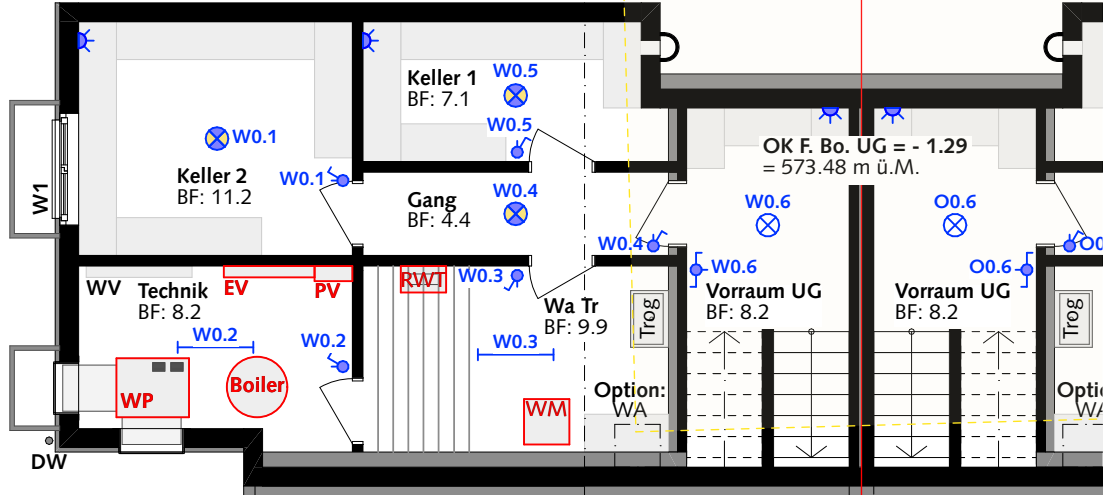 Keller 1
BF: 7.1
W0.5
W0.5
W0.1
Keller 2
BF: 11.2
W0.1
W1
Gang
BF: 4.4
W0.4
W0.4
OK F. Bo. UG = - 1.29
= 573.48 m ü.M.
W0.6
O0.6
W0.6
O0.6
O0
Vorraum UG
BF: 8.2
Vorraum UG
BF: 8.2
WV
Technik
BF: 8.2
EV
PV
W0.2
W0.2
WP
Boiler
DW
RWT
W0.3
Wa Tr
BF: 9.9
W0.3
WM
Trog
Option:
WA
Trog
Optio
WA